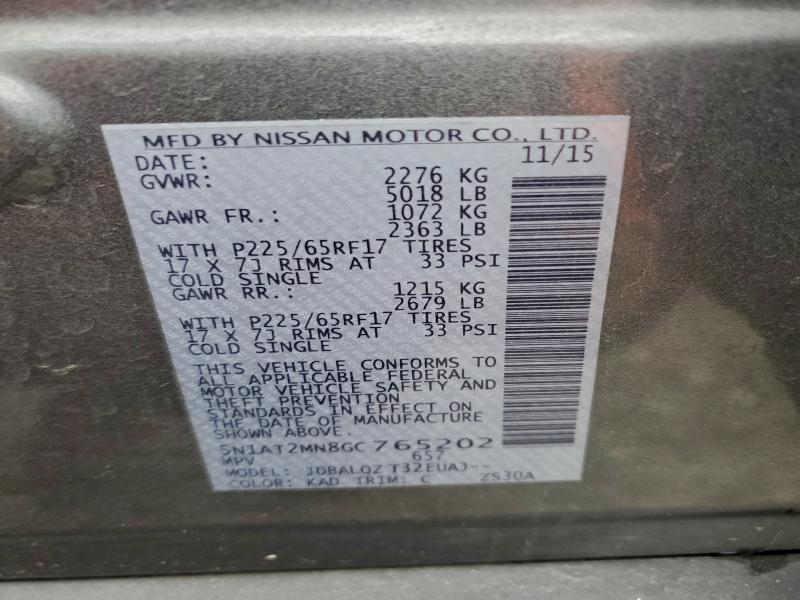 MFD BY NISSAN MOTOR CO., LTD.
DATE: 11/15
GVWR: 2276 KG
5018 LB
GAWR FR.: 1072 KG
2363 LB
WITH P225/65RF17 TIRES
17 X 7J RIMS AT 33 PSI
COLD SINGLE
GAWR RR.: 1215 KG
2679 LB
WITH P225/65RF17 TIRES
17 X 7J RIMS AT 33 PSI
COLD SINGLE
THIS VEHICLE CONFORMS TO
ALL APPLICABLE FEDERAL
MOTOR VEHICLE SAFETY AND
THEFT PREVENTION
STANDARDS IN EFFECT ON
THE DATE OF MANUFACTURE
SHOWN ABOVE.
5N1AT2MN8GC765202
MPV 657
MODEL: JDBALQZ T32EUAJ--
COLOR: KAD TRIM: C ZS30A